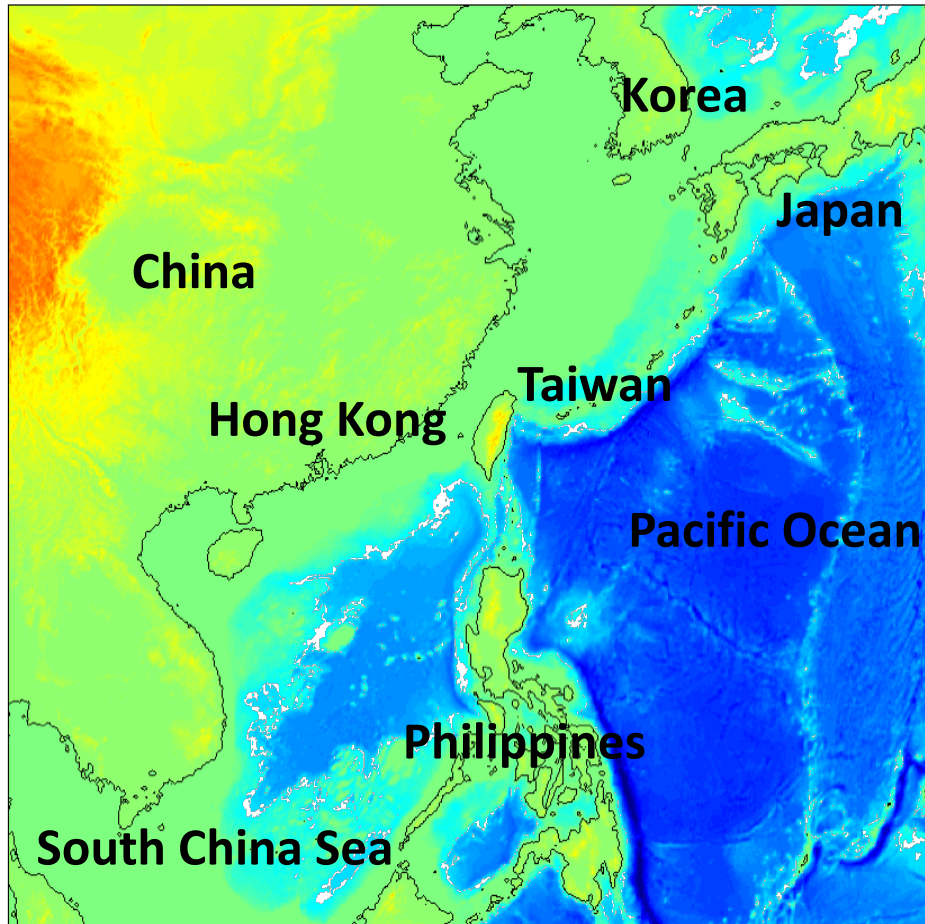 Korea
Japan
China
Taiwan
Hong Kong
Pacific Ocean
Philippines
South China Sea